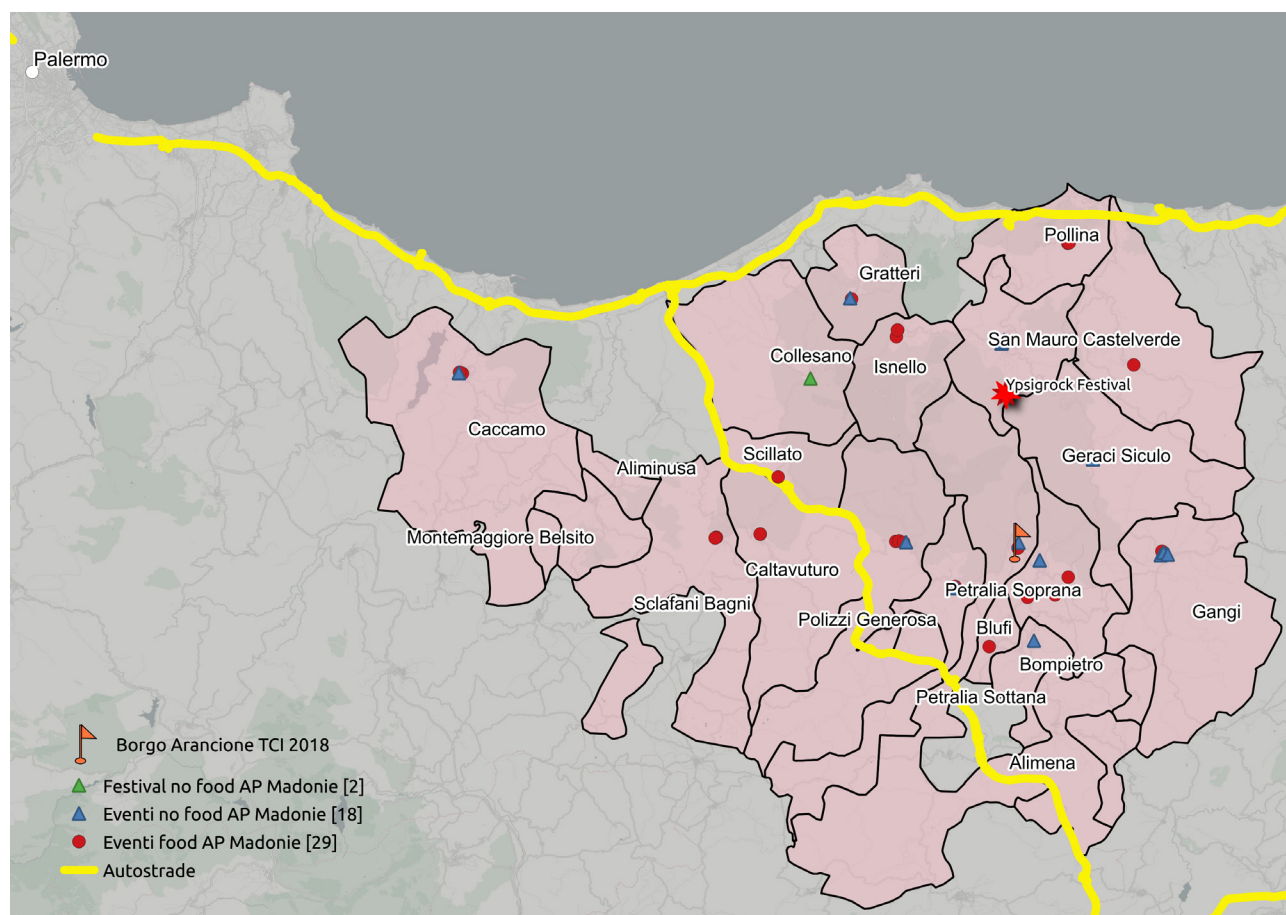 Palermo
Pollina
Gratteri
San Mauro Castelverde
Collesano
Isnello
Ypsigrock Festival
Caccamo
Scillato
Geraci Siculo
Aliminusa
Montemaggiore Belsito
Caltavuturo
Petralia Soprana
Sclafani Bagni
Gangi
Polizzi Generosa
Blufi
Bompietro
Petralia Sottana
Alimena
Borgo Arancione TCI 2018
Festival no food AP Madonie [2]
Eventi no food AP Madonie [18]
Eventi food AP Madonie [29]
Autostrade